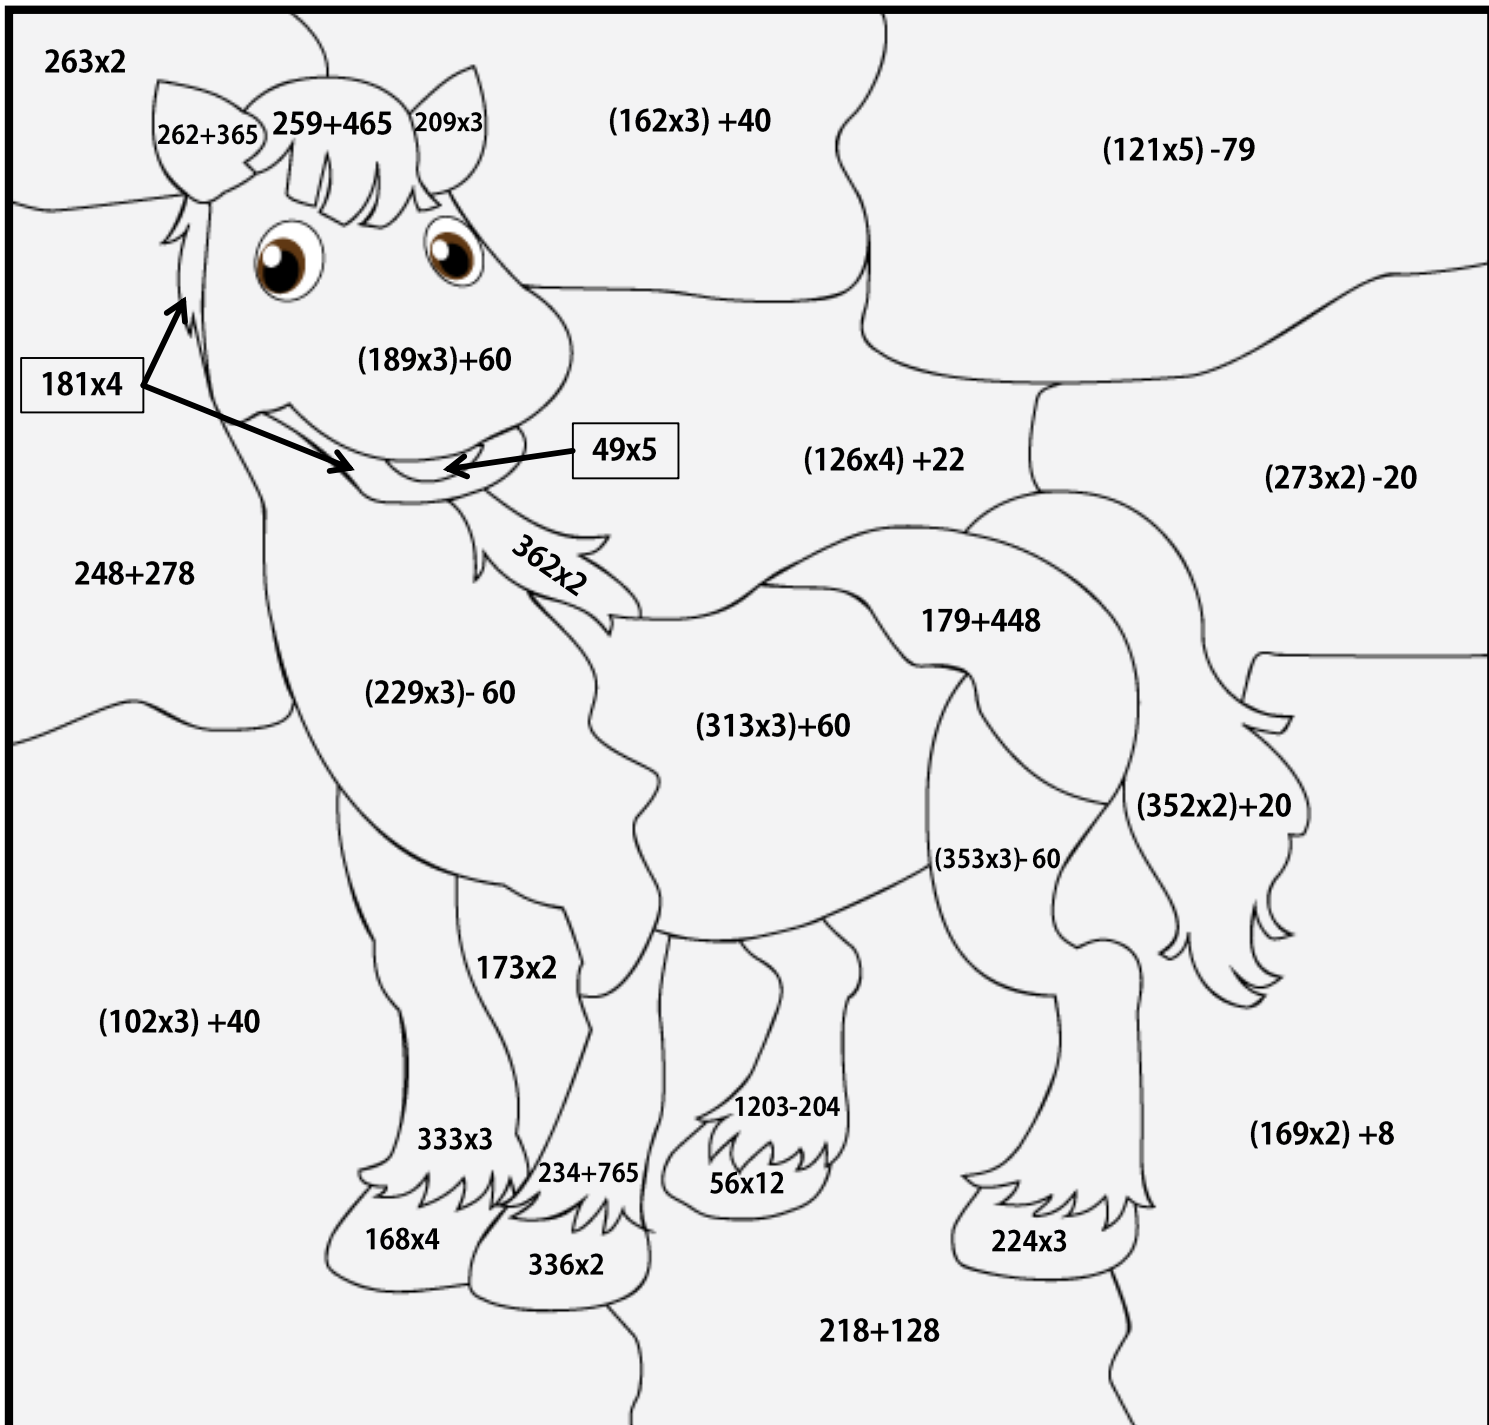 263x2
262+365
259+465
209x3
(162x3) +40
(121x5) -79
(189x3)+60
181x4
49x5
(126x4) +22
(273x2) -20
248+278
362x2
179+448
(229x3)- 60
(313x3)+60
(352x2)+20
(353x3)- 60
173x2
(102x3) +40
1203-204
333x3
234+765
(169x2) +8
56x12
168x4
336x2
224x3
218+128